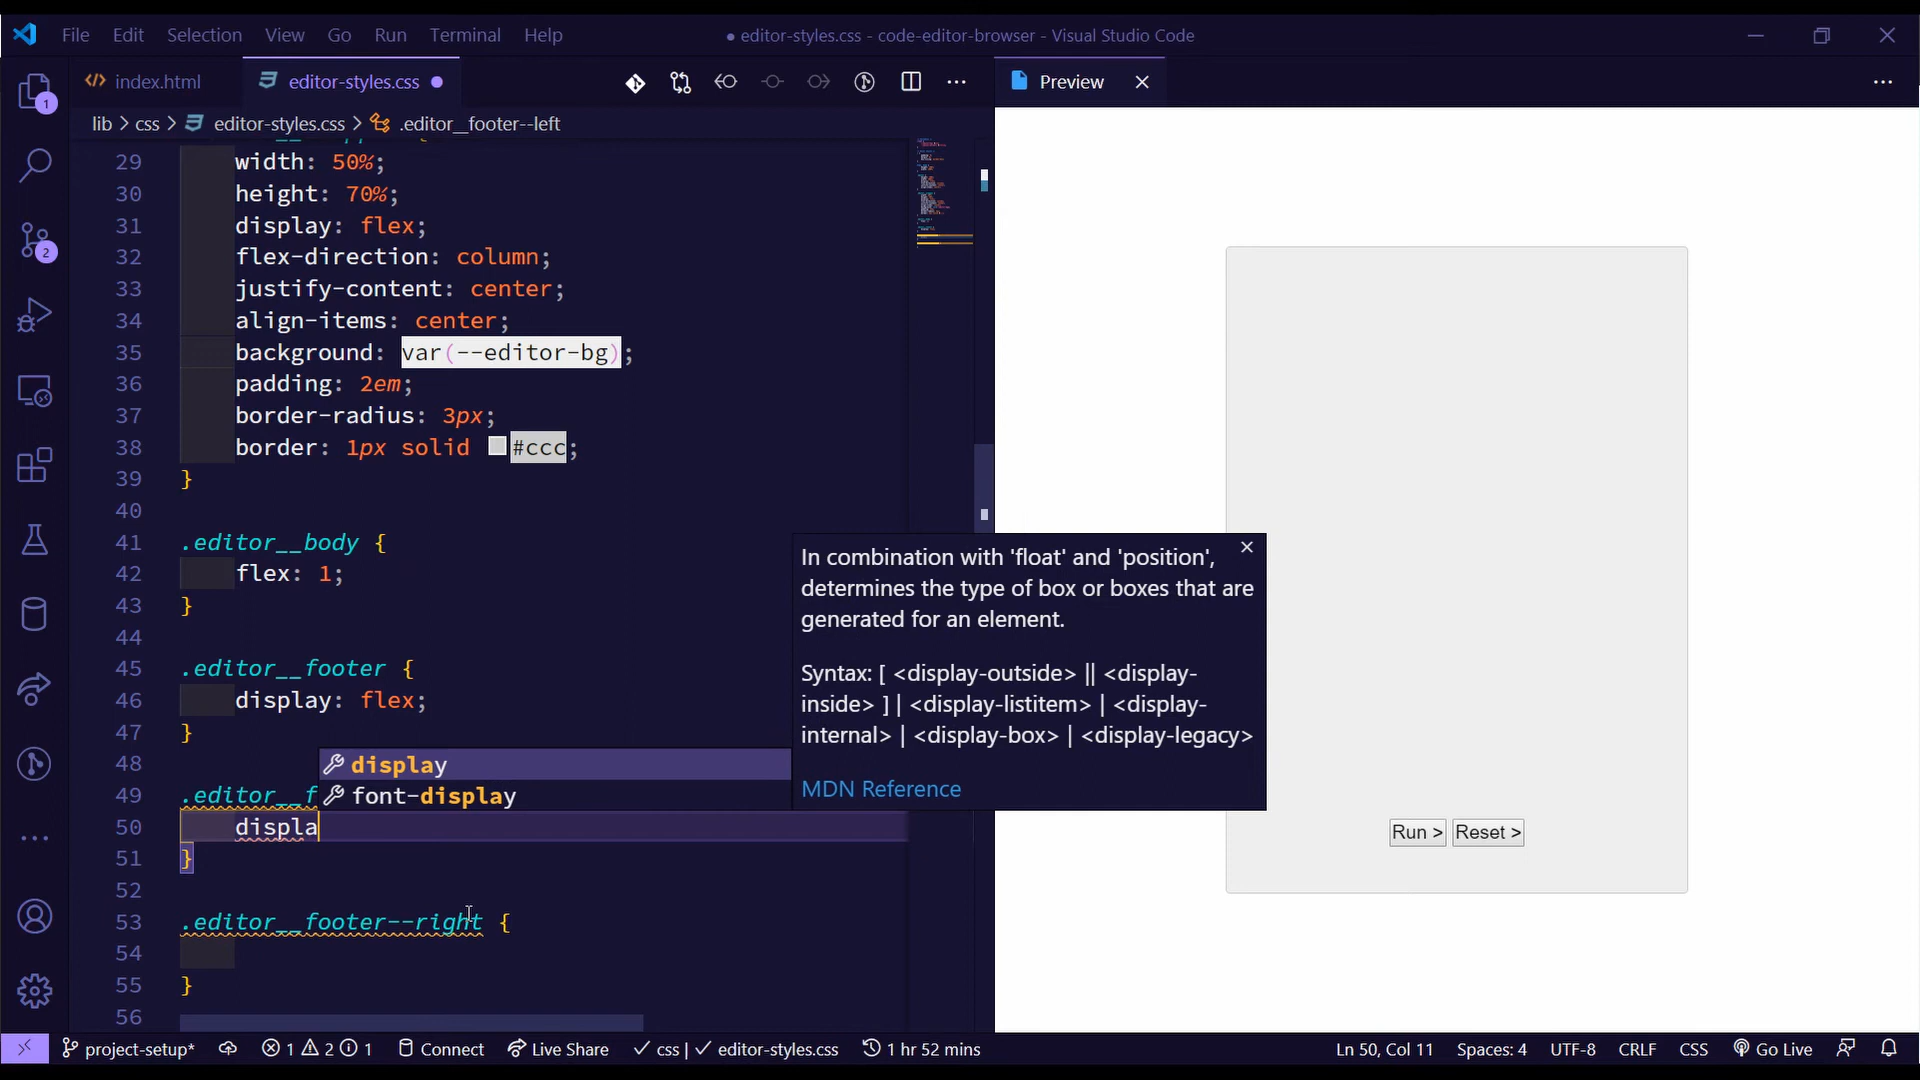 File Edit Selection View Go Run Terminal Help
● editor-styles.css - code-editor-browser - Visual Studio Code
index.html editor-styles.css ●
Preview
lib > css > editor-styles.css > .editor__footer--left
29 width: 50%;
30 height: 70%;
31 display: flex;
32 flex-direction: column;
33 justify-content: center;
34 align-items: center;
35 background: var(--editor-bg);
36 padding: 2em;
37 border-radius: 3px;
38 border: 1px solid #ccc;
39 }
40
41 .editor__body {
42 flex: 1;
43 }
44
45 .editor__footer {
46 display: flex;
47 }
48
display
49 .editor__f
font-display
50 displa
51 }
52
53 .editor__footer--right {
54
55 }
56
In combination with 'float' and 'position',
determines the type of box or boxes that are
generated for an element.
Syntax: [ <display-outside> || <display-
inside> ] | <display-listitem> | <display-
internal> | <display-box> | <display-legacy>
MDN Reference
Run > Reset >
1
2
project-setup* 1 2 1 Connect Live Share css | editor-styles.css 1 hr 52 mins
Ln 50, Col 11 Spaces: 4 UTF-8 CRLF CSS Go Live